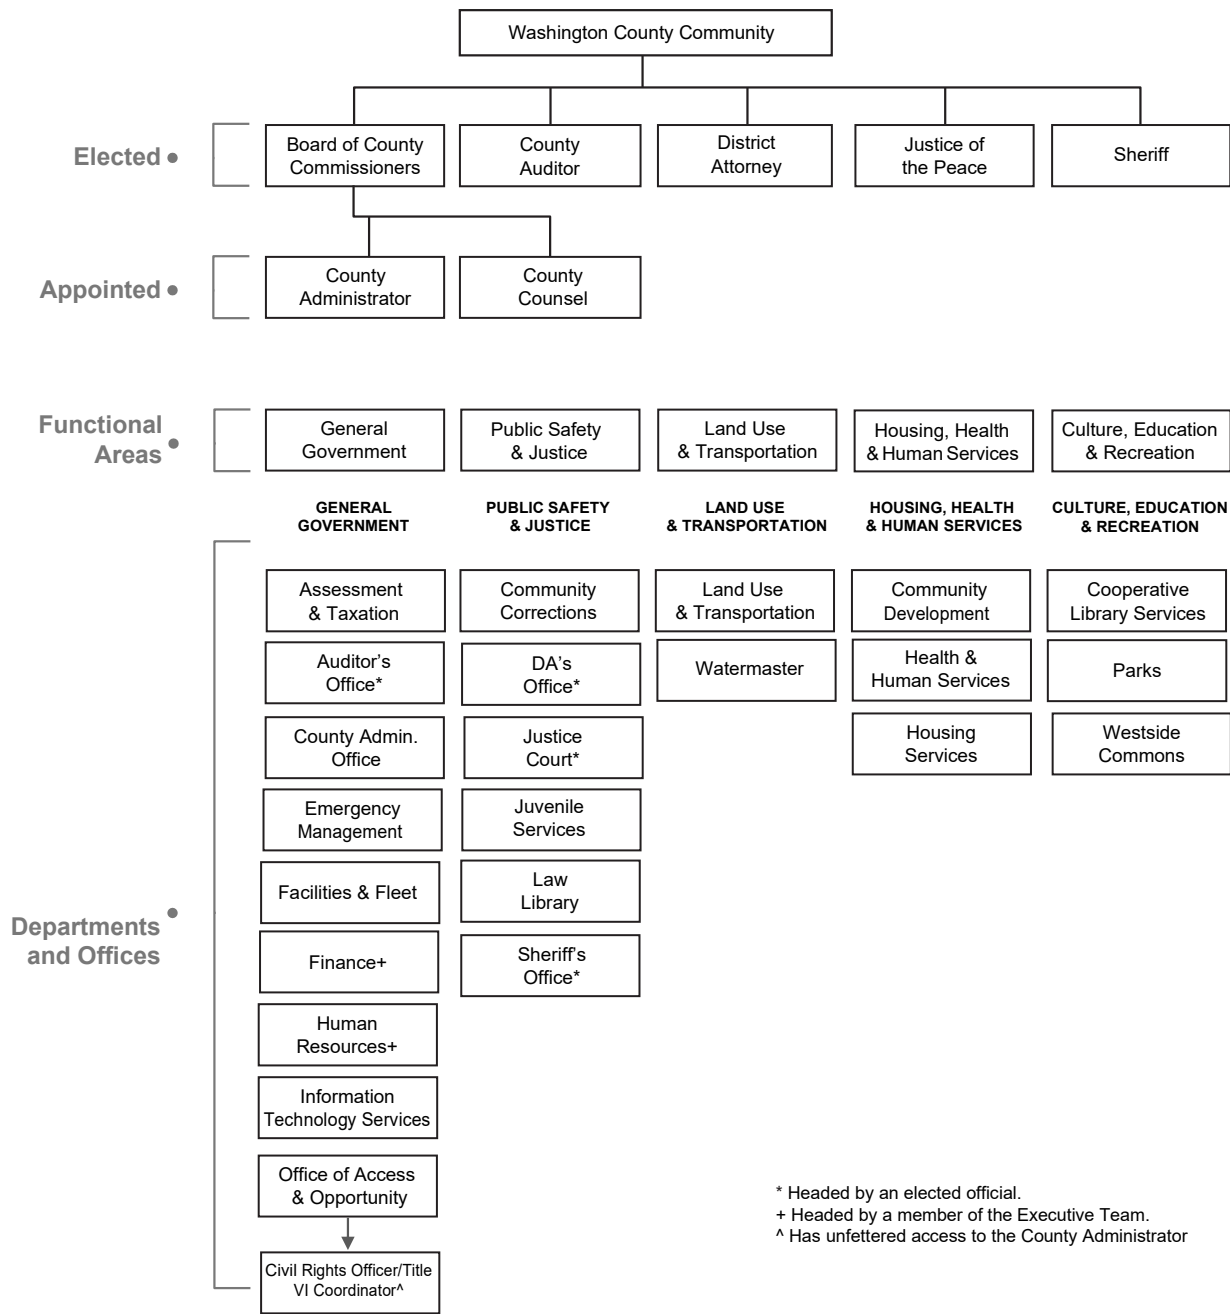 Washington County Community
Elected
Board of County
Commissioners
County
Auditor
District
Attorney
Justice of
the Peace
Sheriff
Appointed
County
Administrator
County
Counsel
Functional
Areas
General
Government
Public Safety
& Justice
Land Use
& Transportation
Housing, Health
& Human Services
Culture, Education
& Recreation
Departments
and Offices
GENERAL
GOVERNMENT
Assessment
& Taxation
Auditor’s
Office*
County Admin.
Office
Emergency
Management
Facilities & Fleet
Finance+
Human
Resources+
Information
Technology Services
Office of Access
& Opportunity
Civil Rights Officer/Title
VI Coordinator^
PUBLIC SAFETY
& JUSTICE
Community
Corrections
DA’s
Office*
Justice
Court*
Juvenile
Services
Law
Library
Sheriff’s
Office*
LAND USE
& TRANSPORTATION
Land Use
& Transportation
Watermaster
HOUSING, HEALTH
& HUMAN SERVICES
Community
Development
Health &
Human Services
Housing
Services
CULTURE, EDUCATION
& RECREATION
Cooperative
Library Services
Parks
Westside
Commons
* Headed by an elected official.
+ Headed by a member of the Executive Team.
^ Has unfettered access to the County Administrator